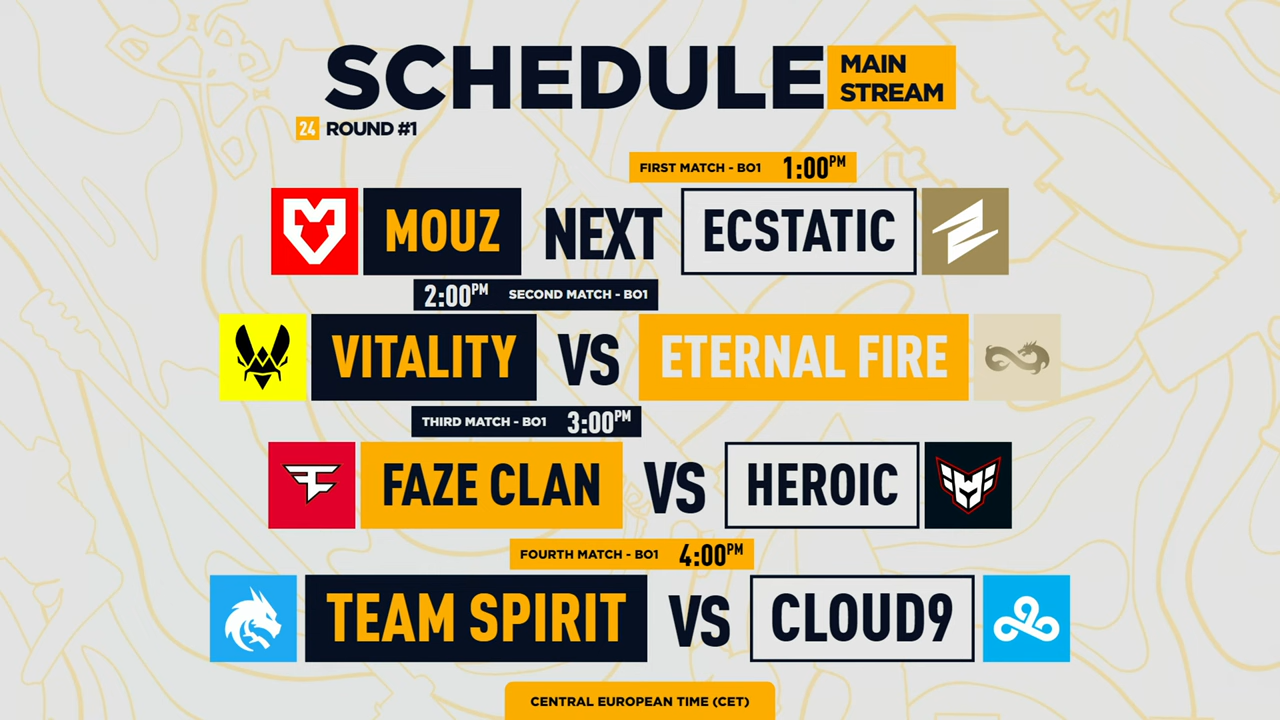 SCHEDULE MAIN STREAM
24 ROUND #1
FIRST MATCH - BO1 1:00PM
MOUZ NEXT ECSTATIC
2:00PM SECOND MATCH - BO1
VITALITY VS ETERNAL FIRE
THIRD MATCH - BO1 3:00PM
FAZE CLAN VS HEROIC
FOURTH MATCH - BO1 4:00PM
TEAM SPIRIT VS CLOUD9
CENTRAL EUROPEAN TIME (CET)